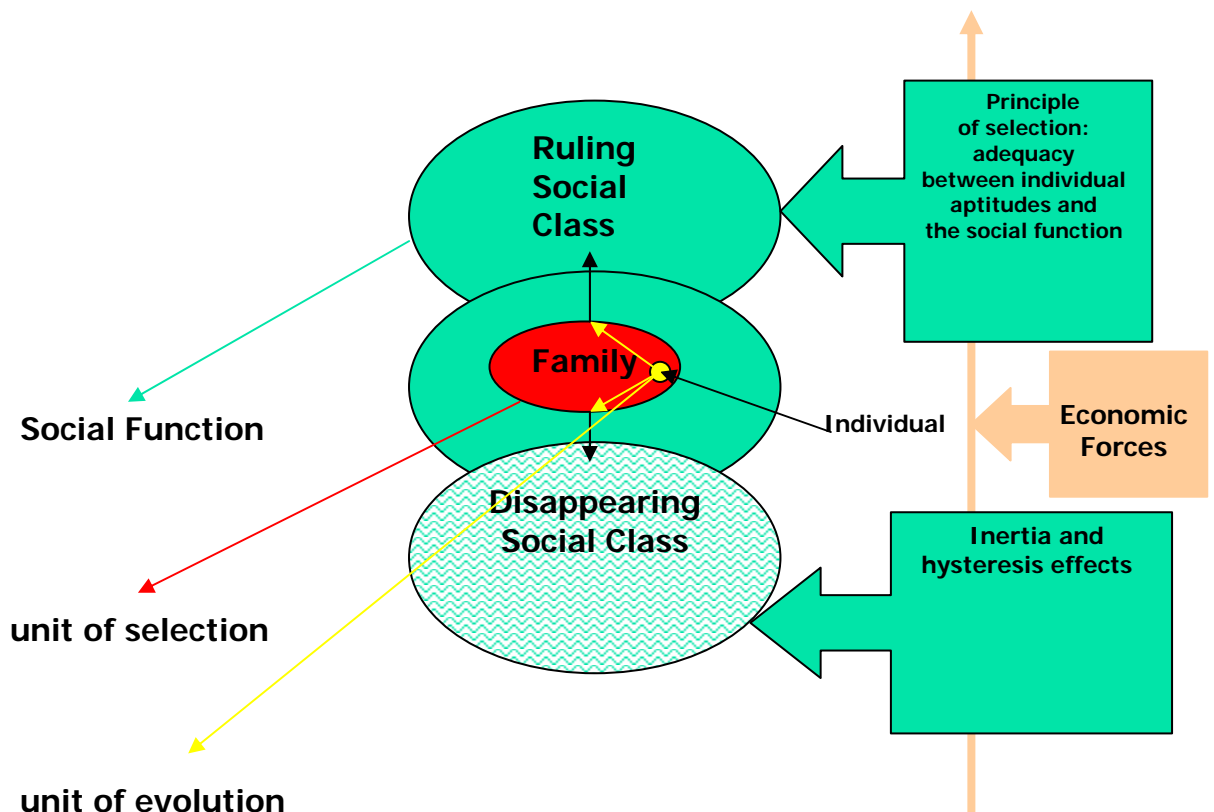 Principle
of selection:
adequacy
between individual
aptitudes and
the social function
Ruling
Social
Class
Family
Individual
Economic
Forces
Social Function
Disappearing
Social Class
Inertia and
hysteresis effects
unit of selection
unit of evolution